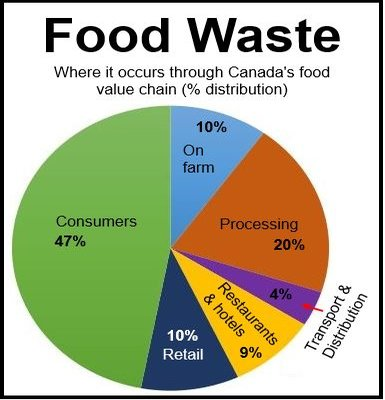 Food Waste
Where it occurs through Canada's food
value chain (% distribution)
10%
On
farm
Processing
20%
4%
Transport &
Distribution
Restaurants
& hotels
9%
10%
Retail
Consumers
47%